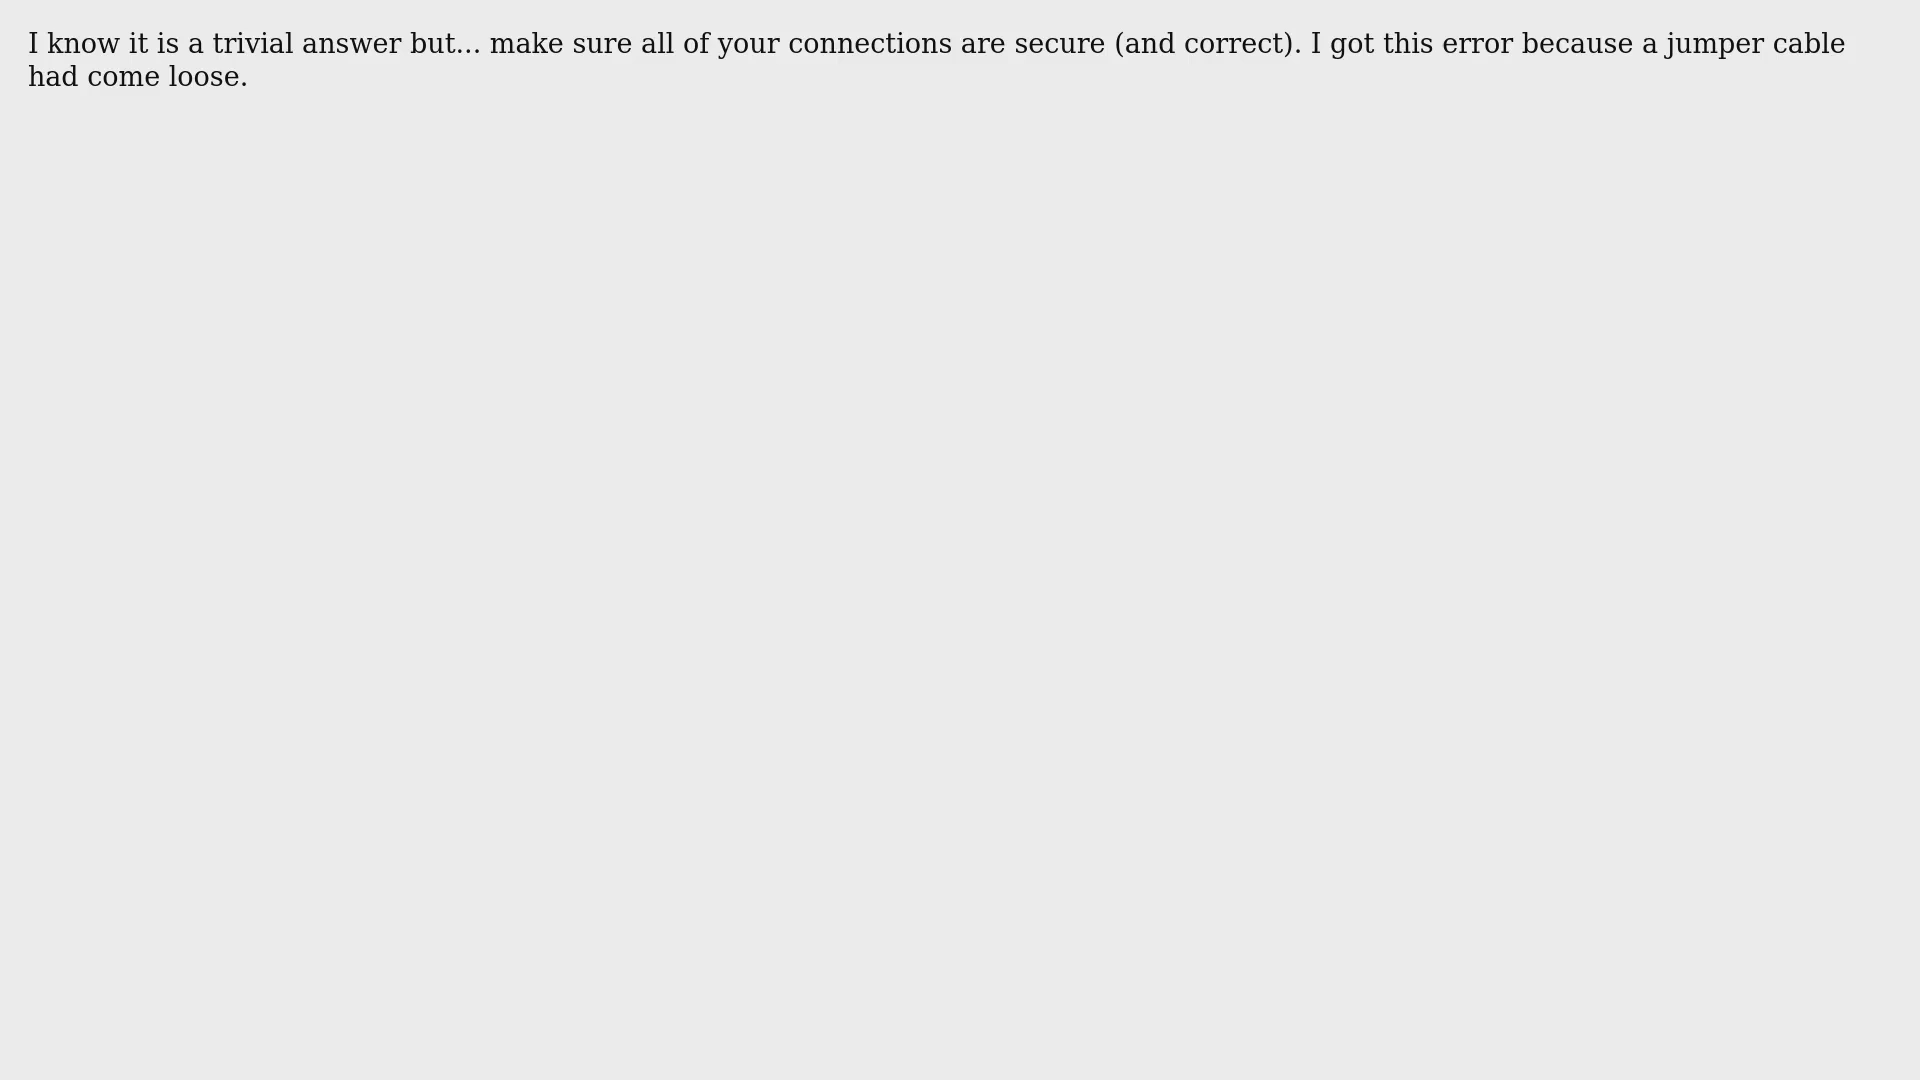 I know it is a trivial answer but... make sure all of your connections are secure (and correct). I got this error because a jumper cable
had come loose.